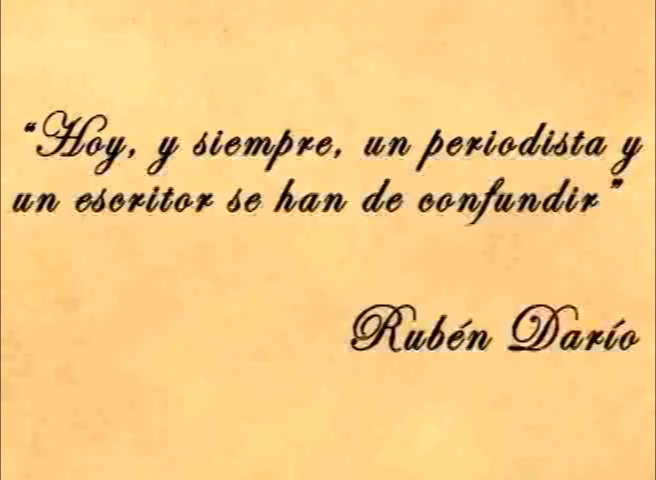 “Hoy, y siempre, un periodista y
un escritor se han de confundir”
Rubén Darío